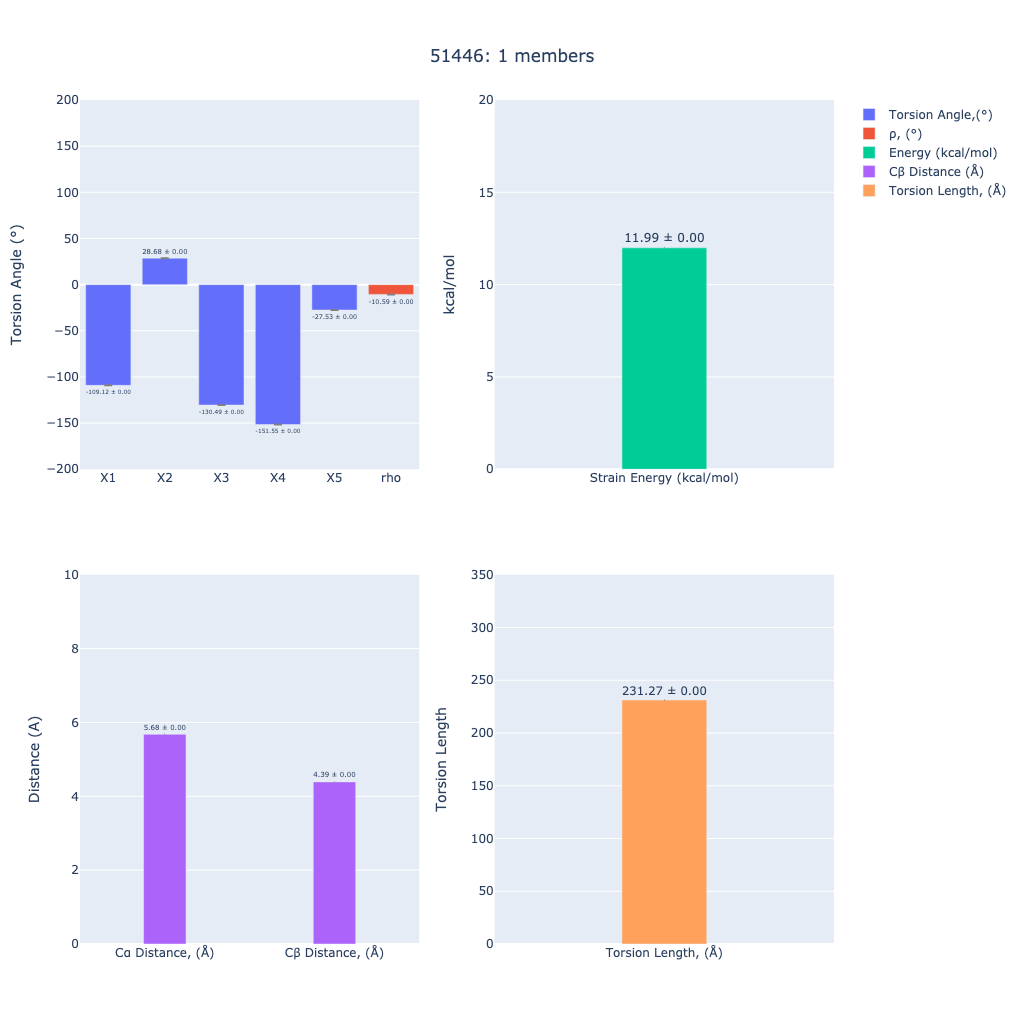 51446: 1 members
Torsion Angle (°)
200
150
100
50
0
−50
−100
−150
−200
-109.12 ± 0.00
28.68 ± 0.00
-130.49 ± 0.00
-151.55 ± 0.00
-27.53 ± 0.00
-10.59 ± 0.00
X1 X2 X3 X4 X5 rho
kcal/mol
20
15
10
5
0
11.99 ± 0.00
Strain Energy (kcal/mol)
Torsion Angle,(°)
ρ, (°)
Energy (kcal/mol)
Cβ Distance (Å)
Torsion Length, (Å)
Distance (A)
10
8
6
4
2
0
5.68 ± 0.00
4.39 ± 0.00
Cα Distance, (Å) Cβ Distance, (Å)
Torsion Length
350
300
250
200
150
100
50
0
231.27 ± 0.00
Torsion Length, (Å)